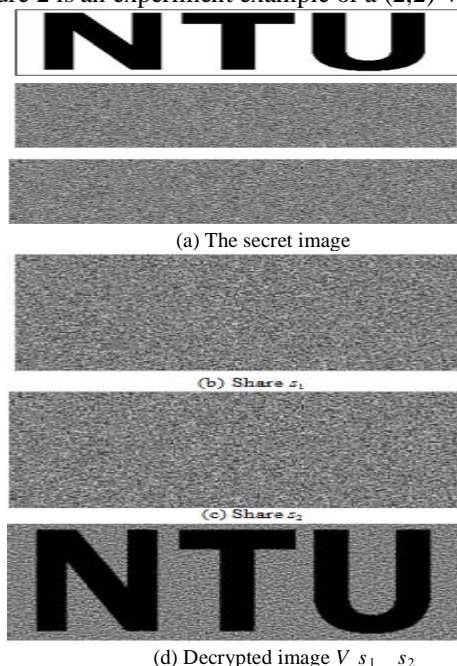 ure 2 is an experiment example of a (2,2) V
NTU
(a) The secret image
(b) Share s₁
(c) Share s₂
NTU
(d) Decrypted image V s₁ s₂